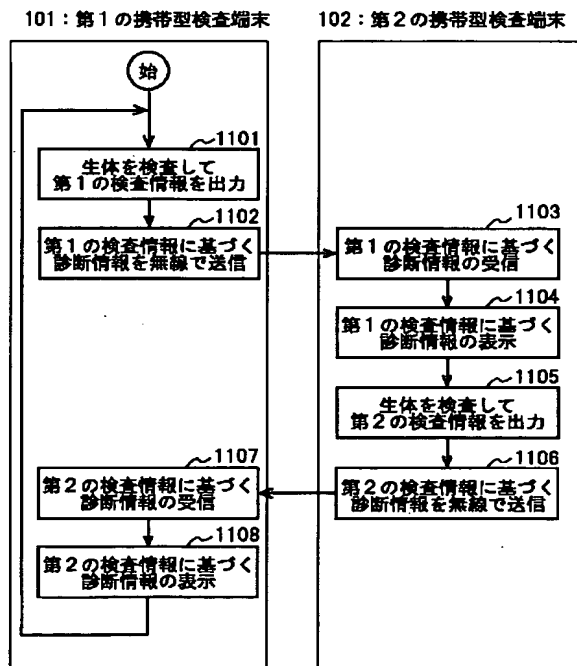 101:第1の携帯型検査端末
102:第2の携帯型検査端末
始
1101
生体を検査して
第1の検査情報を出力
1102
第1の検査情報に基づく
診断情報を無線で送信
1103
第1の検査情報に基づく
診断情報の受信
1104
第1の検査情報に基づく
診断情報の表示
1105
生体を検査して
第2の検査情報を出力
1106
第2の検査情報に基づく
診断情報を無線で送信
1107
第2の検査情報に基づく
診断情報の受信
1108
第2の検査情報に基づく
診断情報の表示